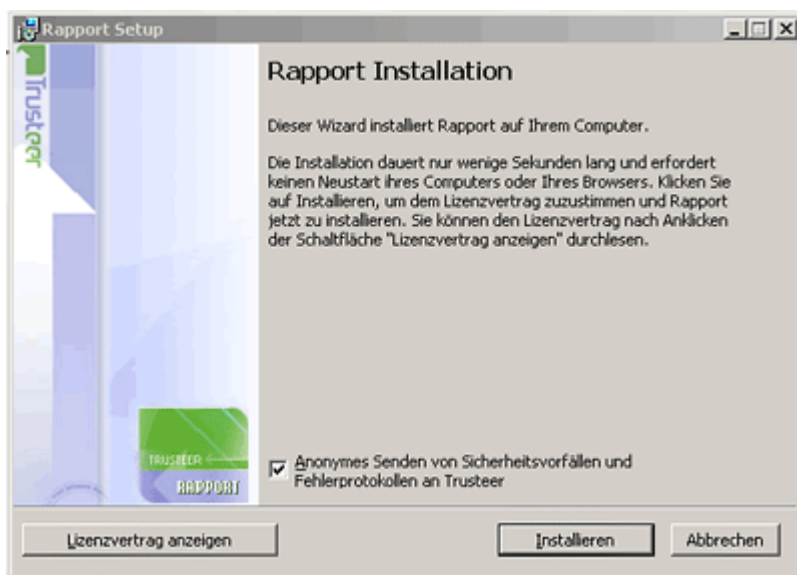 Rapport Setup
Trusteer
Rapport Installation
Dieser Wizard installiert Rapport auf Ihrem Computer.
Die Installation dauert nur wenige Sekunden lang und erfordert
keinen Neustart ihres Computers oder Ihres Browsers. Klicken Sie
auf Installieren, um dem Lizenzvertrag zuzustimmen und Rapport
jetzt zu installieren. Sie können den Lizenzvertrag nach Anklicken
der Schaltfläche "Lizenzvertrag anzeigen" durchlesen.
TRUSTEER
RAPPORT
Anonymes Senden von Sicherheitsvorfällen und
Fehlerprotokollen an Trusteer
Lizenzvertrag anzeigen
Installieren
Abbrechen